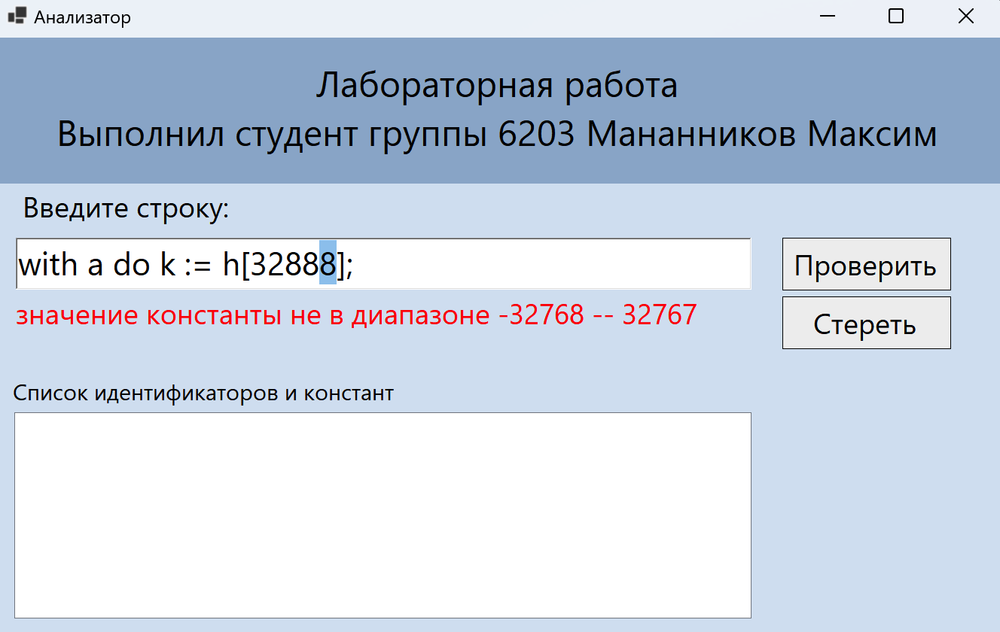 Анализатор
Лабораторная работа
Выполнил студент группы 6203 Мананников Максим
Введите строку:
with a do k := h[32888];
Проверить
значение константы не в диапазоне -32768 -- 32767
Стереть
Список идентификаторов и констант